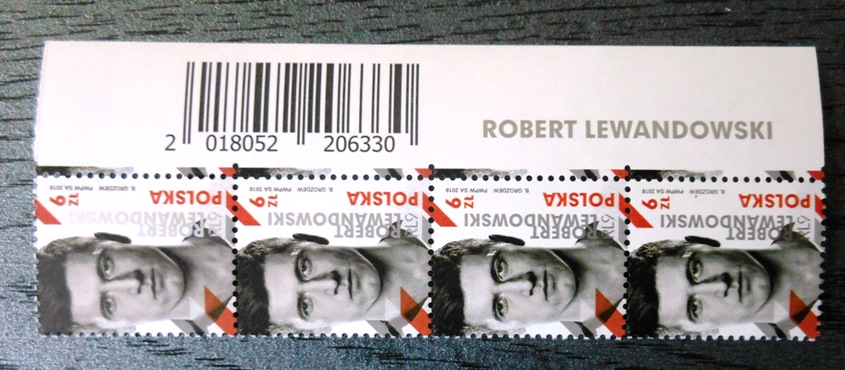 2 018052 206330
ROBERT LEWANDOWSKI
POLSKA 6 ZŁ
B. GROZDEW PWPW SA 2018
ROBERT
LEWANDOWSKI
POLSKA 6 ZŁ
B. GROZDEW PWPW SA 2018
ROBERT
LEWANDOWSKI
POLSKA 6 ZŁ
B. GROZDEW PWPW SA 2018
ROBERT
LEWANDOWSKI
POLSKA 6 ZŁ
B. GROZDEW PWPW SA 2018
ROBERT
LEWANDOWSKI